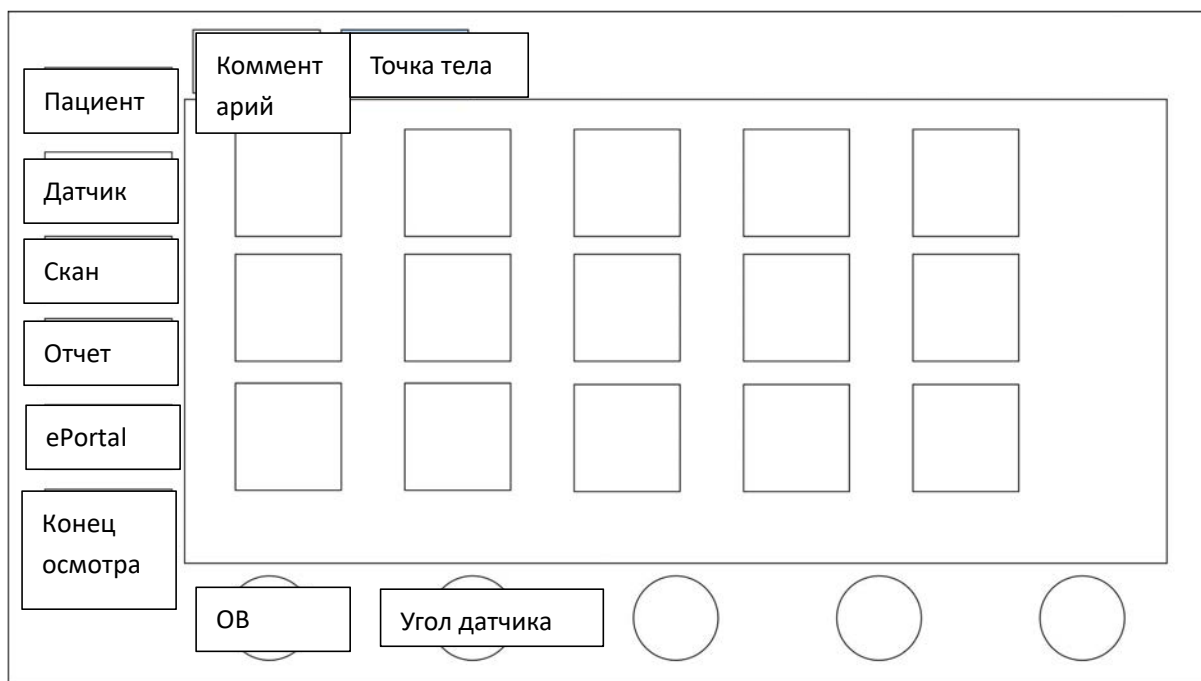 Коммент
арий
Точка тела
Пациент
Датчик
Скан
Отчет
ePortal
Конец
осмотра
ОВ
Угол датчика